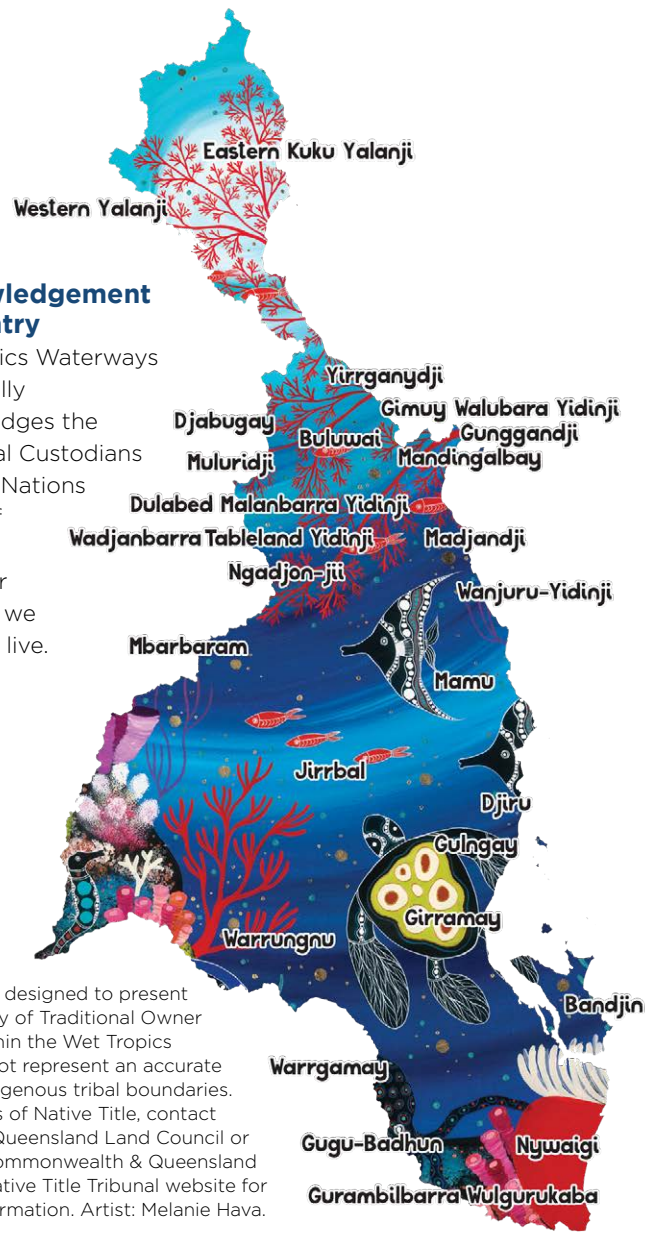 Eastern Kuku Yalanji
Western Yalanji
wledgement
ntry
ics Waterways
lly
dges the
al Custodians
Nations
f
r
we
live.
Yirrganydji
Gimuy Walubara Yidinji
Djabugay
Buluwai
Gunggandji
Muluridji
Mandingalbay
Dulabed Malanbarra Yidinji
Wadjanbarra Tableland Yidinji
Madjandji
Ngadjon-jii
Wanjuru-Yidinji
Mbarbaram
Mamu
Jirrbal
Djiru
Gulngay
Girramay
Warrungnu
Bandjin
Warrgamay
Gugu-Badhun
Nywaigi
Gurambilbarra Wulgurukaba
designed to present
y of Traditional Owner
hin the Wet Tropics
ot represent an accurate
genous tribal boundaries.
s of Native Title, contact
Queensland Land Council or
ommonwealth & Queensland
ative Title Tribunal website for
rmation. Artist: Melanie Hava.